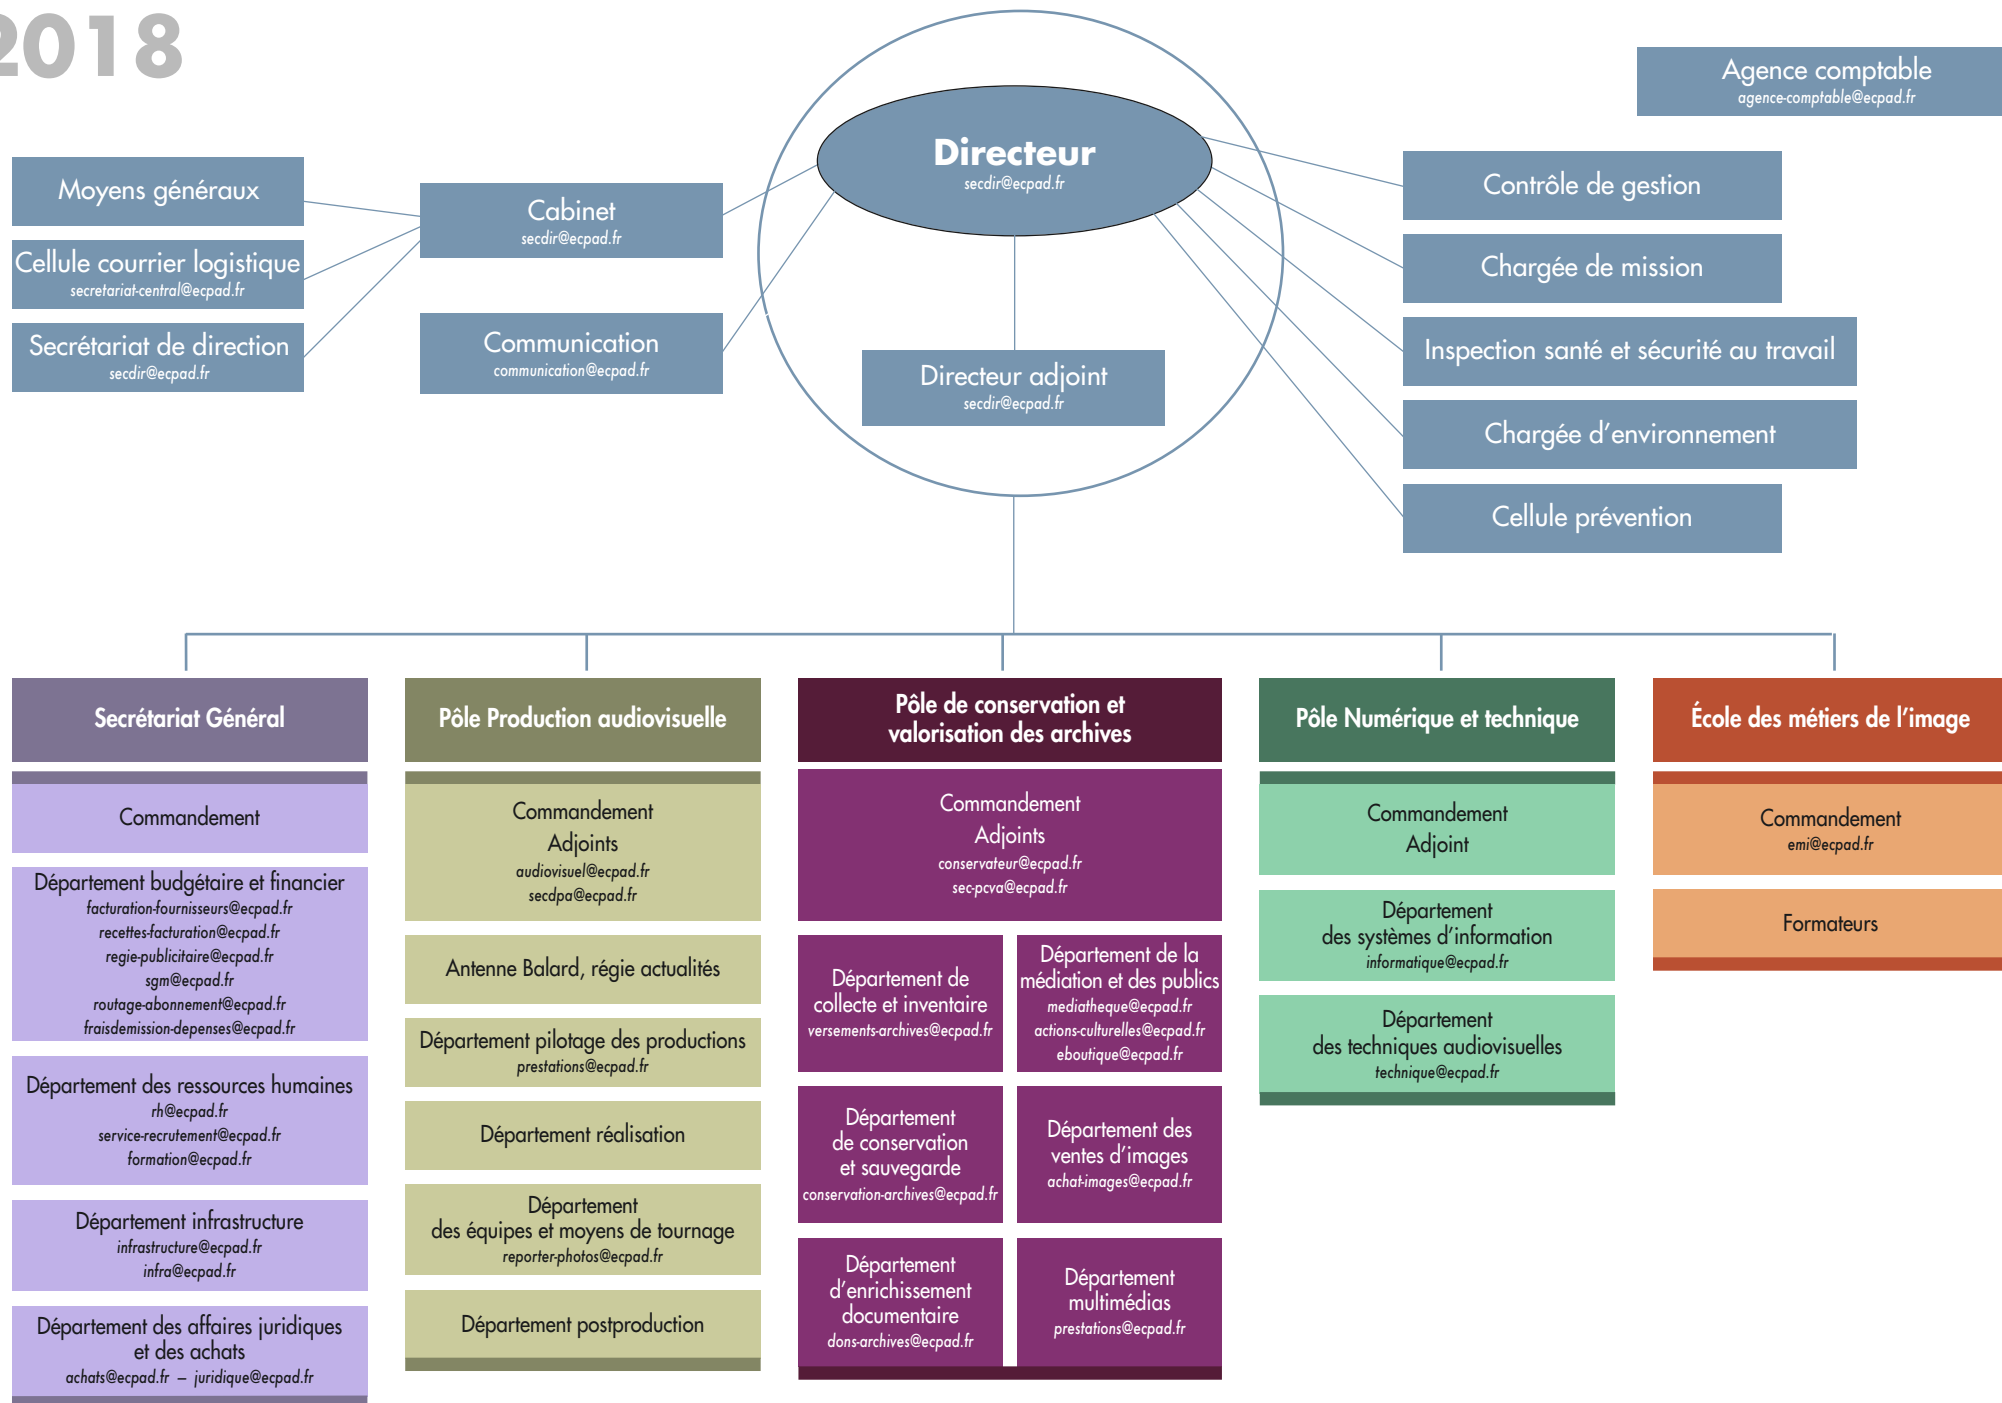 2018
Agence comptable
agence-comptable@ecpad.fr
Directeur
secdir@ecpad.fr
Moyens généraux
Cellule courrier logistique
secretariat-central@ecpad.fr
Secrétariat de direction
secdir@ecpad.fr
Cabinet
secdir@ecpad.fr
Communication
communication@ecpad.fr
Directeur adjoint
secdir@ecpad.fr
Contrôle de gestion
Chargée de mission
Inspection santé et sécurité au travail
Chargée d'environnement
Cellule prévention
Secrétariat Général
Commandement
Département budgétaire et financier
facturation-fournisseurs@ecpad.fr
recettes-facturation@ecpad.fr
regie-publicitaire@ecpad.fr
sgm@ecpad.fr
routage-abonnement@ecpad.fr
fraisdemission-depenses@ecpad.fr
Département des ressources humaines
rh@ecpad.fr
service-recrutement@ecpad.fr
formation@ecpad.fr
Département infrastructure
infrastructure@ecpad.fr
infra@ecpad.fr
Département des affaires juridiques
et des achats
achats@ecpad.fr – juridique@ecpad.fr
Pôle Production audiovisuelle
Commandement
Adjoints
audiovisuel@ecpad.fr
secdpa@ecpad.fr
Antenne Balard, régie actualités
Département pilotage des productions
prestations@ecpad.fr
Département réalisation
Département
des équipes et moyens de tournage
reporter-photos@ecpad.fr
Département postproduction
Pôle de conservation et
valorisation des archives
Commandement
Adjoints
conservateur@ecpad.fr
sec-pcva@ecpad.fr
Département de
collecte et inventaire
versements-archives@ecpad.fr
Département de la
médiation et des publics
mediatheque@ecpad.fr
actions-culturelles@ecpad.fr
eboutique@ecpad.fr
Département
de conservation
et sauvegarde
conservation-archives@ecpad.fr
Département des
ventes d'images
achat-images@ecpad.fr
Département
d'enrichissement
documentaire
dons-archives@ecpad.fr
Département
multimédias
prestations@ecpad.fr
Pôle Numérique et technique
Commandement
Adjoint
Département
des systèmes d'information
informatique@ecpad.fr
Département
des techniques audiovisuelles
technique@ecpad.fr
École des métiers de l'image
Commandement
emi@ecpad.fr
Formateurs